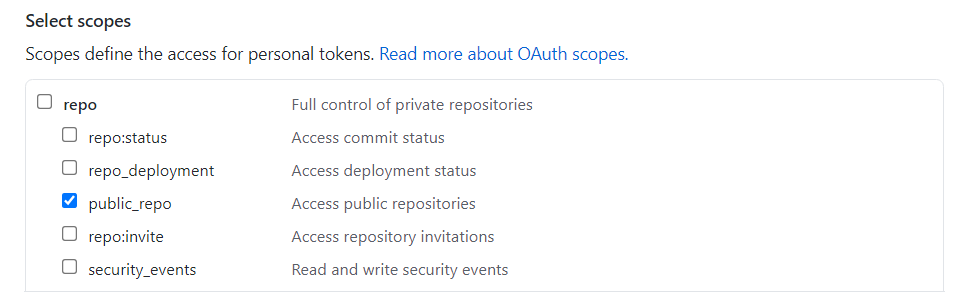 Select scopes
Scopes define the access for personal tokens. Read more about OAuth scopes.
repo Full control of private repositories
repo:status Access commit status
repo_deployment Access deployment status
public_repo Access public repositories
repo:invite Access repository invitations
security_events Read and write security events